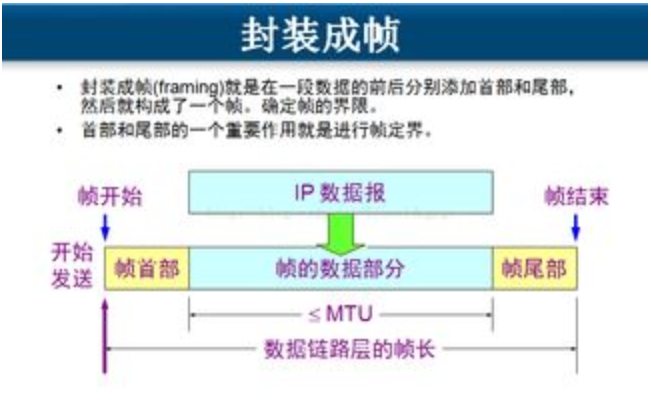 封装成帧
• 封装成帧(framing)就是在一段数据的前后分别添加首部和尾部，
然后就构成了一个帧。确定帧的界限。
• 首部和尾部的一个重要作用就是进行帧定界。
帧开始
IP 数据报
帧结束
开始
发送
帧首部
帧的数据部分
帧尾部
≤ MTU
数据链路层的帧长